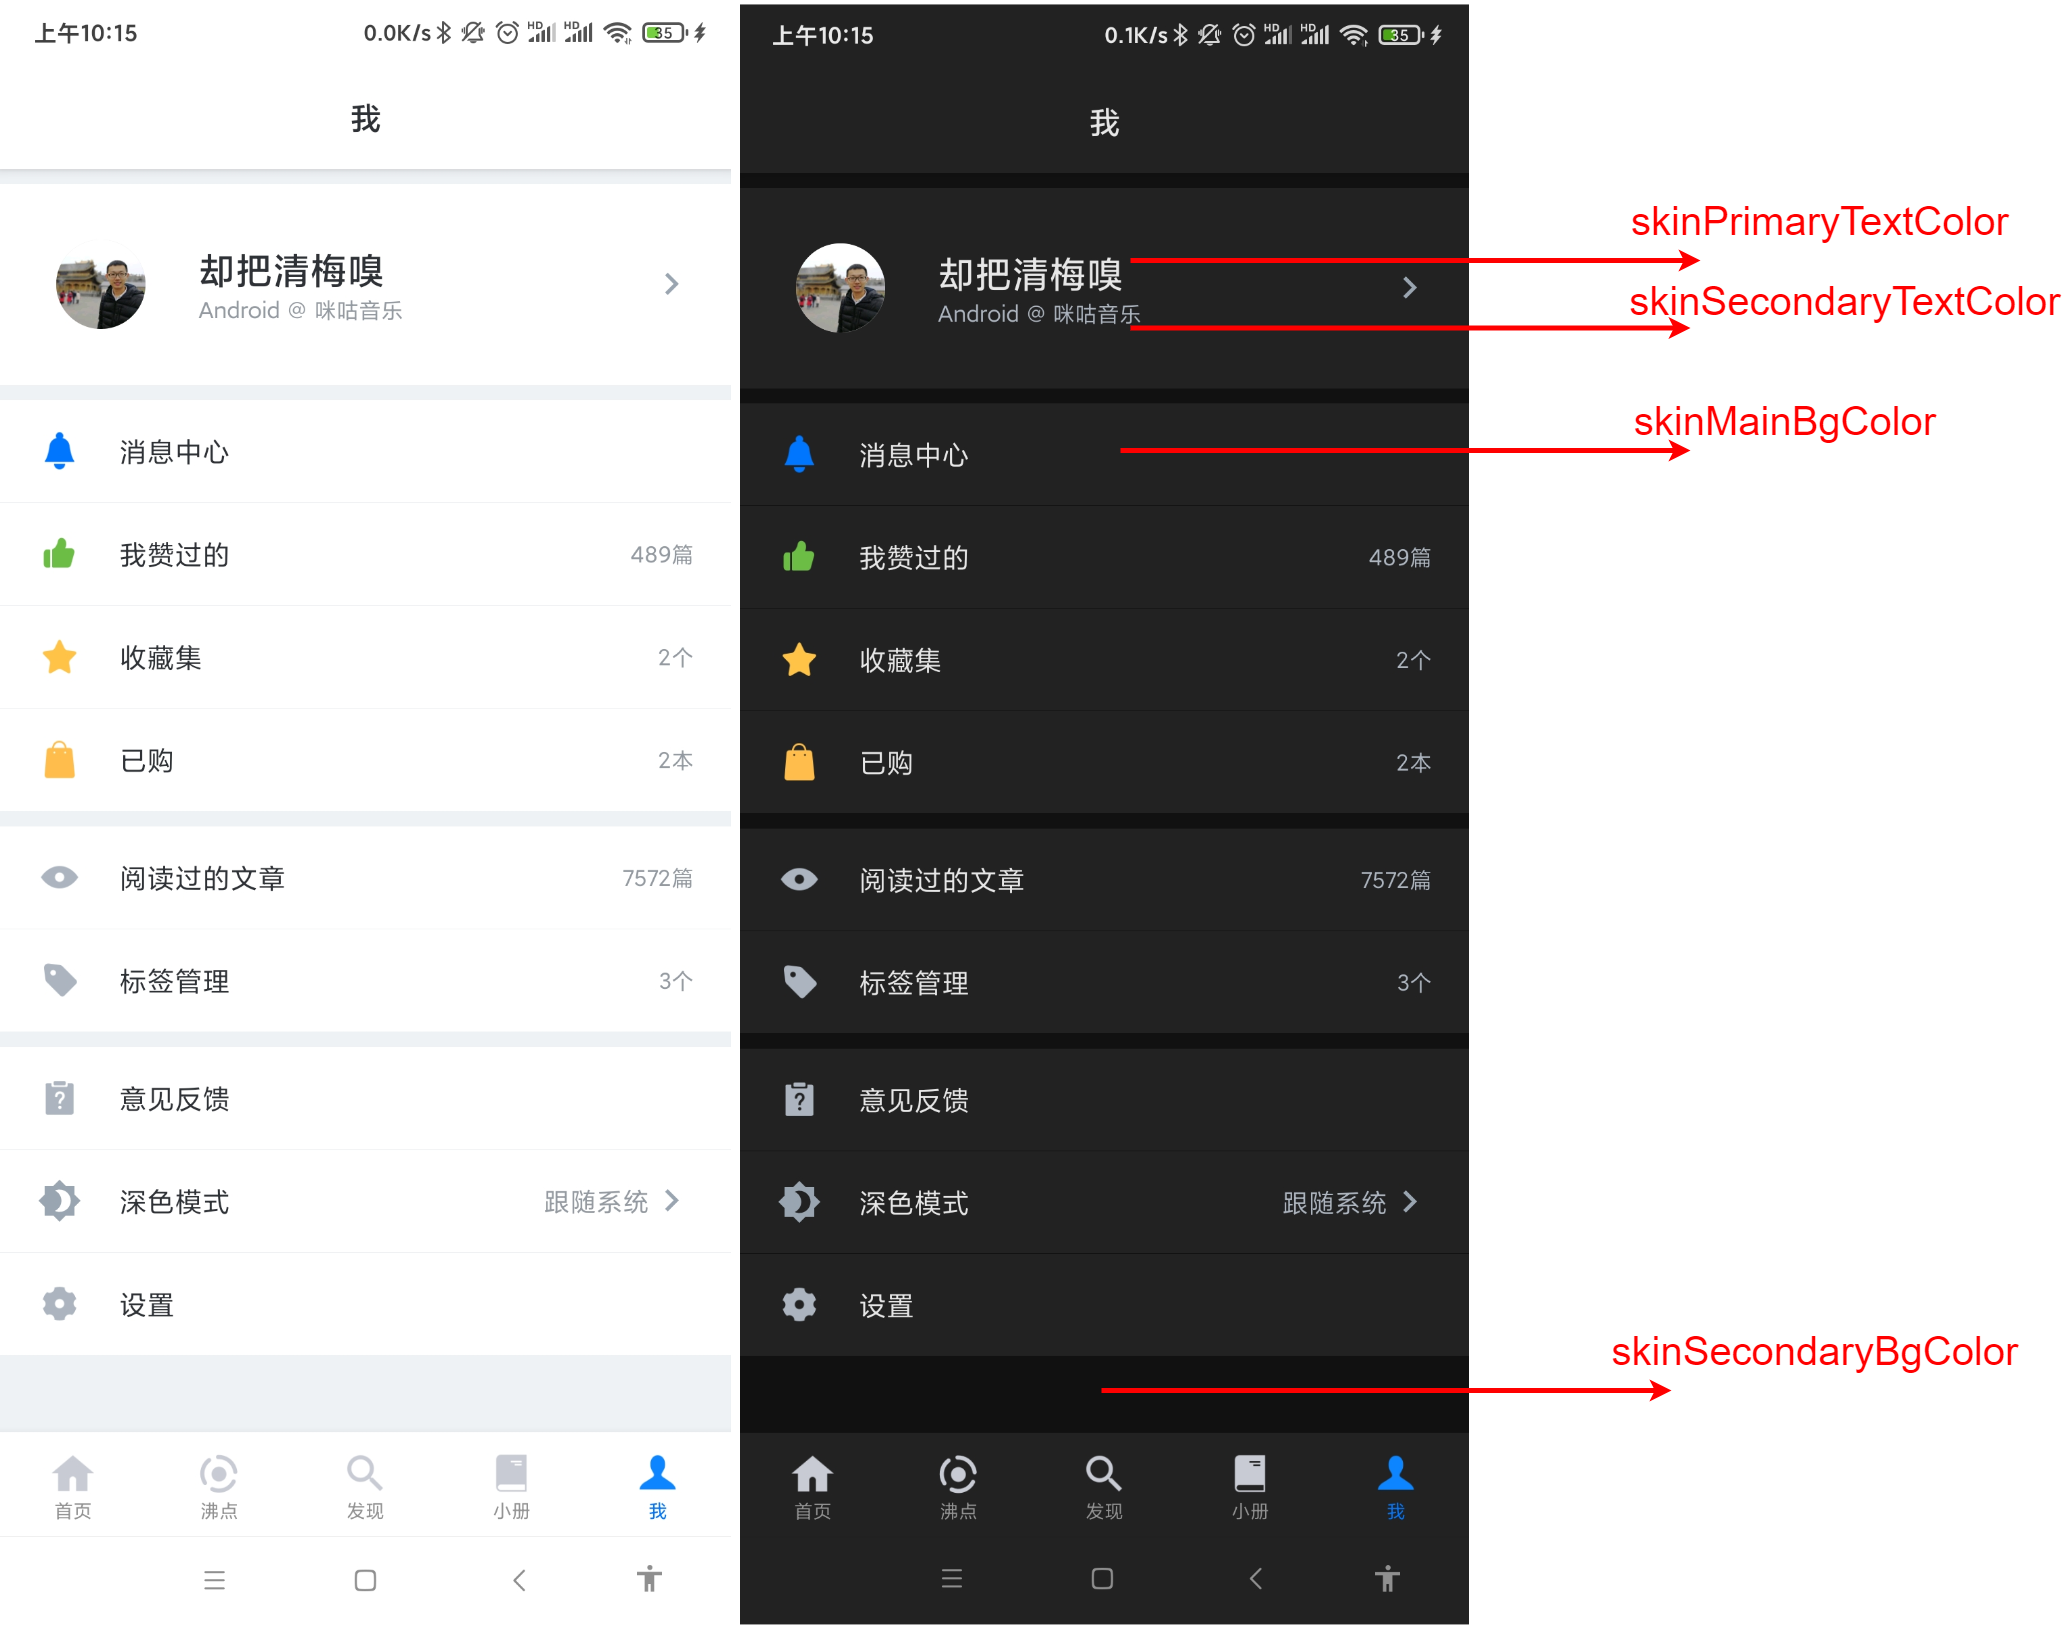 上午10:15
0.0K/s
HD
HD
35
我
却把清梅嗅
Android @ 咪咕音乐
消息中心
我赞过的
489篇
收藏集
2个
已购
2本
阅读过的文章
7572篇
标签管理
3个
意见反馈
深色模式
跟随系统
设置
首页
沸点
发现
小册
我
上午10:15
0.1K/s
HD
HD
35
我
却把清梅嗅
Android @ 咪咕音乐
消息中心
我赞过的
489篇
收藏集
2个
已购
2本
阅读过的文章
7572篇
标签管理
3个
意见反馈
深色模式
跟随系统
设置
首页
沸点
发现
小册
我
skinPrimaryTextColor
skinSecondaryTextColor
skinMainBgColor
skinSecondaryBgColor